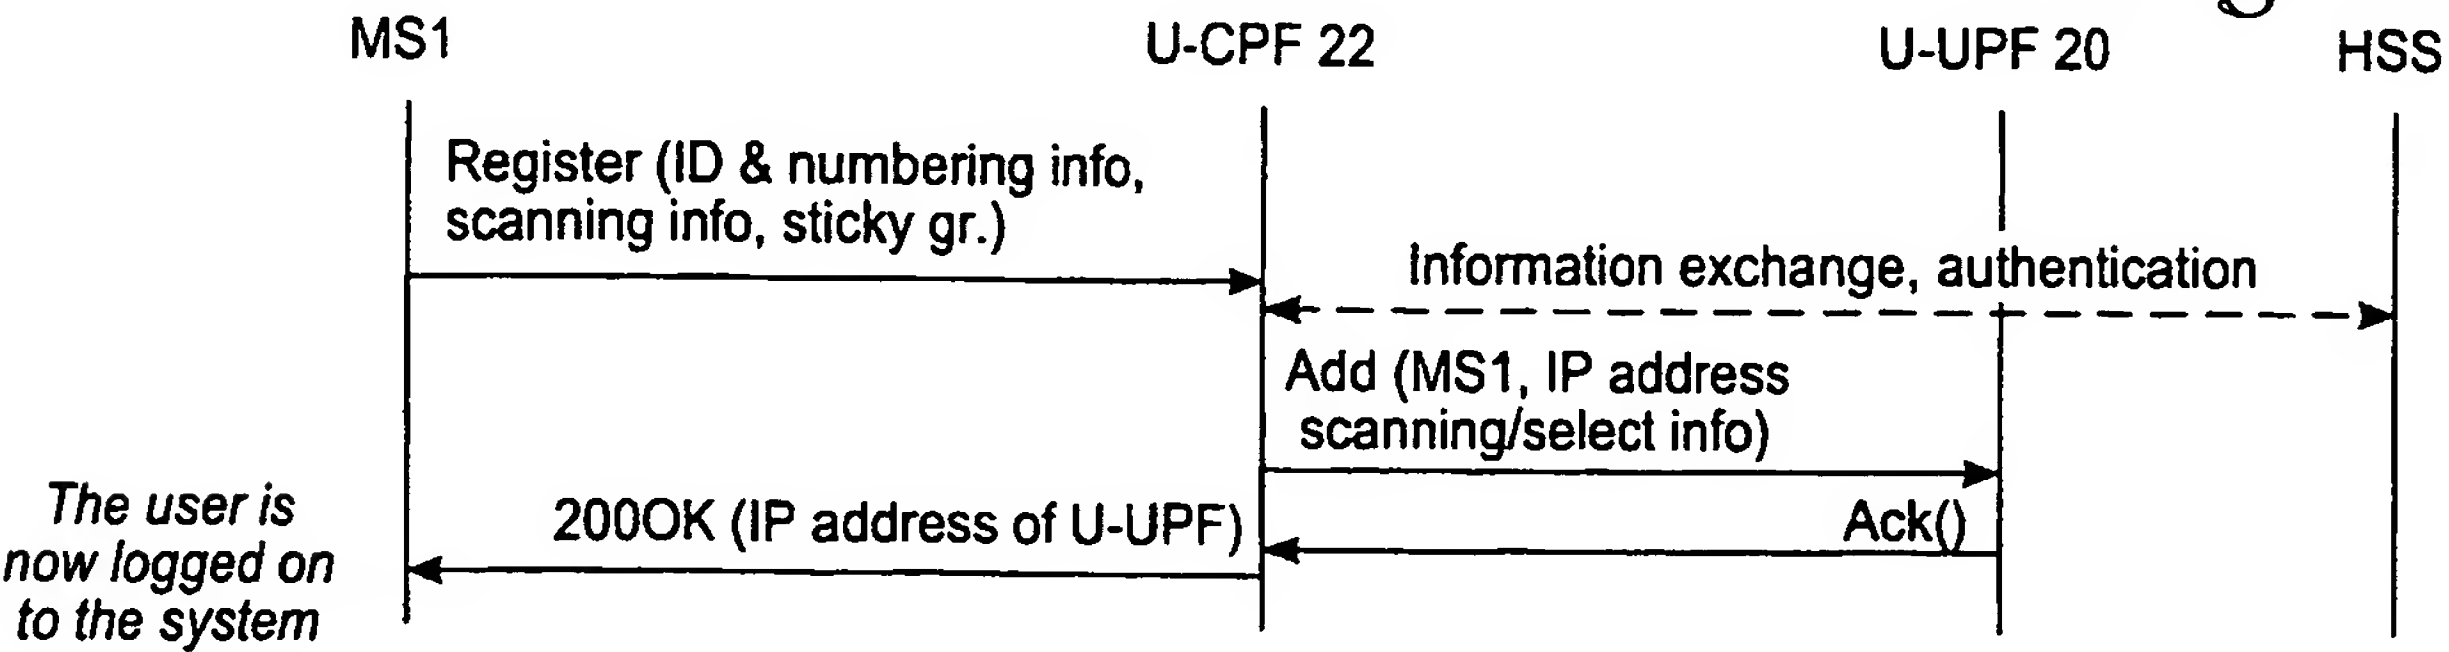 MS1
U-CPF 22
U-UPF 20
HSS
Register (ID & numbering info,
scanning info, sticky gr.)
Information exchange, authentication
Add (MS1, IP address
scanning/select info)
200OK (IP address of U-UPF)
Ack()
The user is
now logged on
to the system